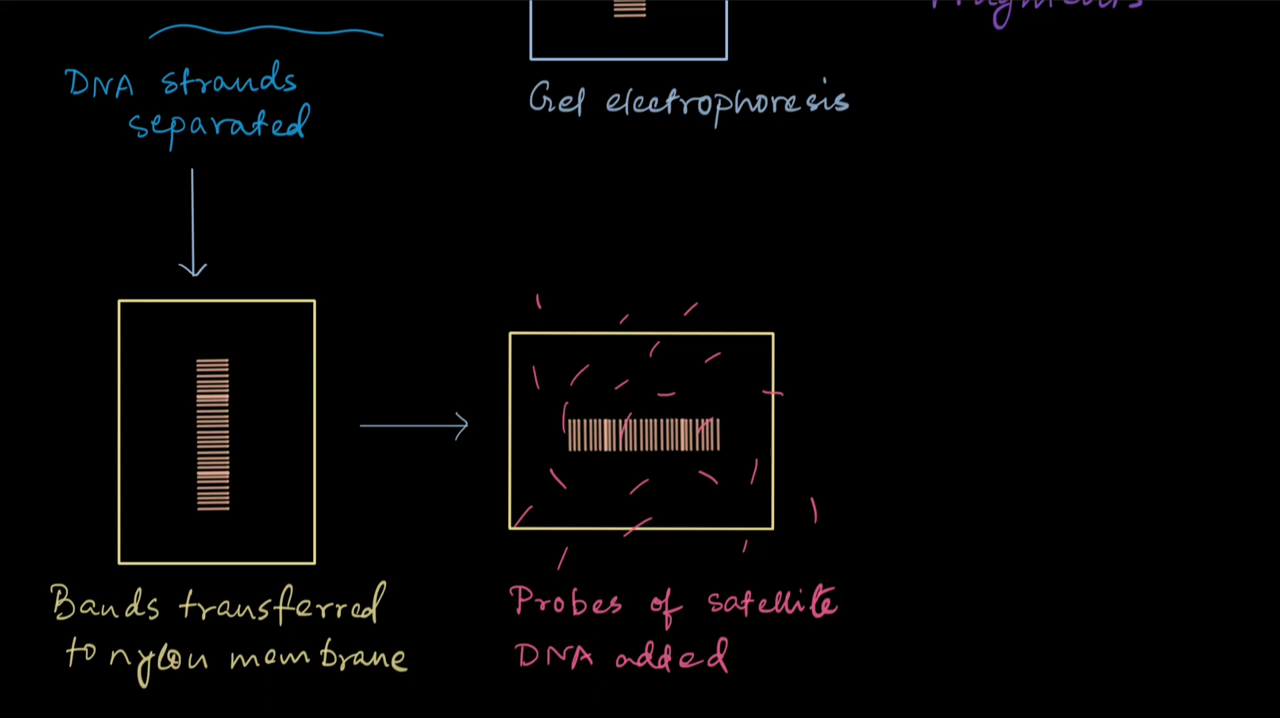 DNA strands
separated
Gel electrophoresis
Bands transferred
to nylon membrane
Probes of satellite
DNA added